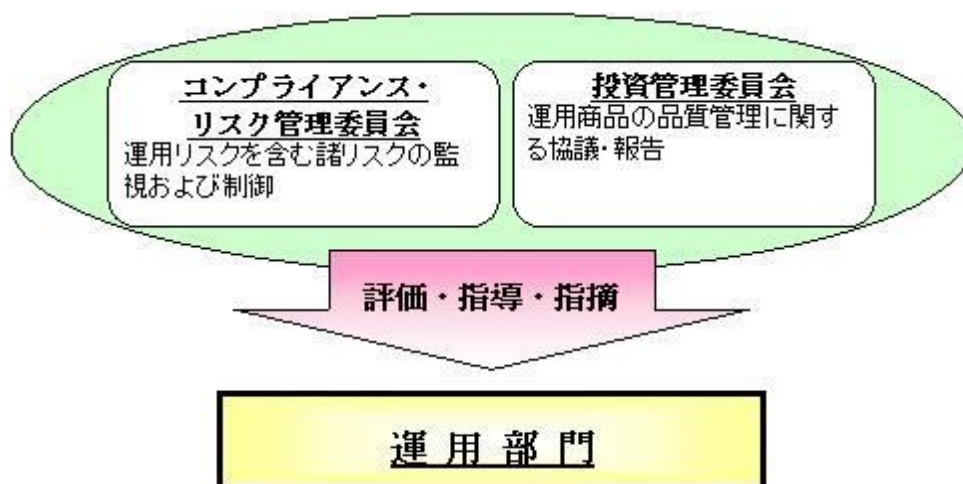 コンプライアンス・
リスク管理委員会
運用リスクを含む諸リスクの監
視および制御
投資管理委員会
運用商品の品質管理に関す
る協議・報告
評価・指導・指摘
運用部門